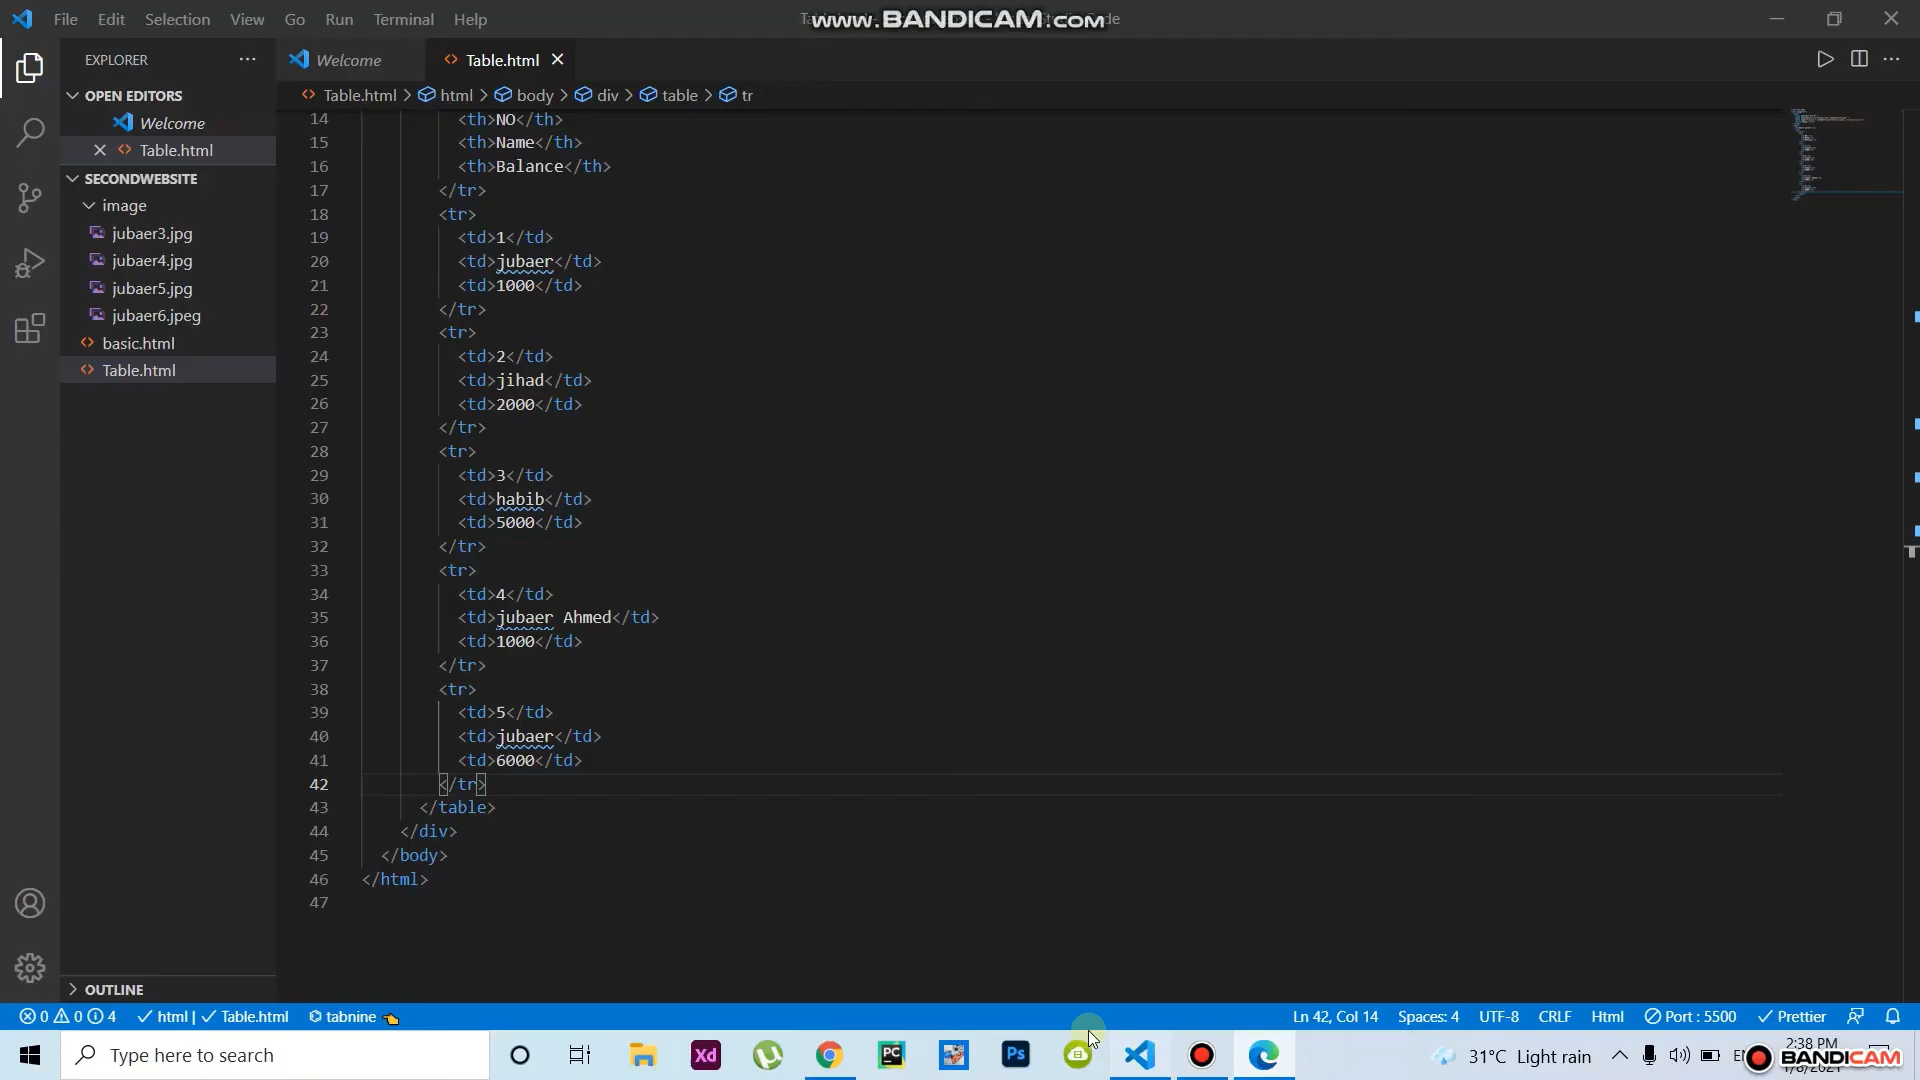 File Edit Selection View Go Run Terminal Help
www.BANDICAM.com
EXPLORER
Welcome
Table.html
OPEN EDITORS
Welcome
Table.html
SECONDWEBSITE
image
jubaer3.jpg
jubaer4.jpg
jubaer5.jpg
jubaer6.jpeg
basic.html
Table.html
OUTLINE
Table.html > html > body > div > table > tr
14 <th>NO</th>
15 <th>Name</th>
16 <th>Balance</th>
17 </tr>
18 <tr>
19 <td>1</td>
20 <td>jubaer</td>
21 <td>1000</td>
22 </tr>
23 <tr>
24 <td>2</td>
25 <td>jihad</td>
26 <td>2000</td>
27 </tr>
28 <tr>
29 <td>3</td>
30 <td>habib</td>
31 <td>5000</td>
32 </tr>
33 <tr>
34 <td>4</td>
35 <td>jubaer Ahmed</td>
36 <td>1000</td>
37 </tr>
38 <tr>
39 <td>5</td>
40 <td>jubaer</td>
41 <td>6000</td>
42 </tr>
43 </table>
44 </div>
45 </body>
46 </html>
47
0 0 4 html | Table.html tabnine
Ln 42, Col 14 Spaces: 4 UTF-8 CRLF Html Port : 5500 Prettier
Type here to search
Xd
PC
Ps
31°C Light rain
2:38 PM
BANDICAM